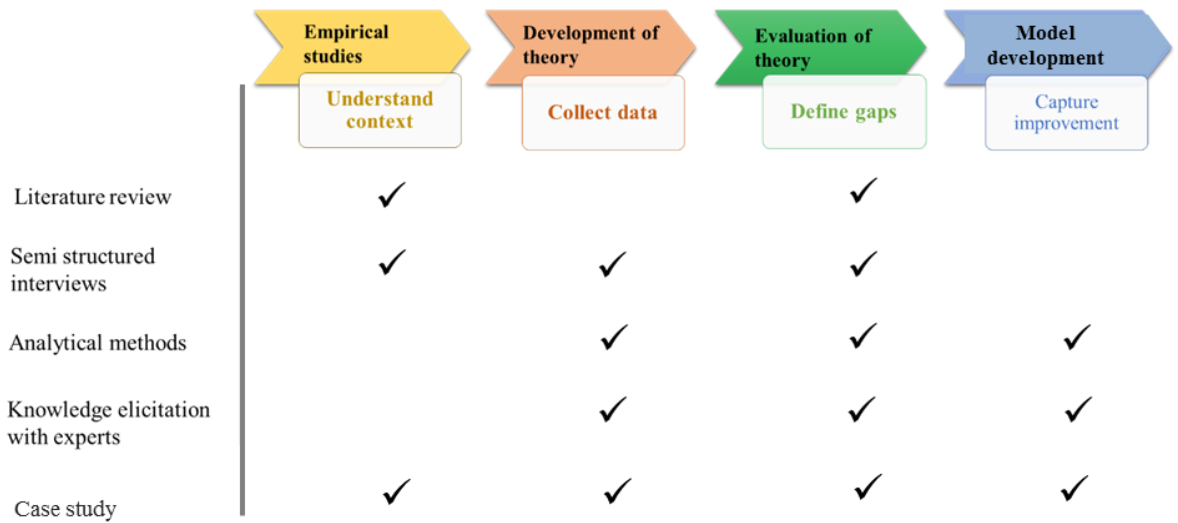 Empirical
studies
Development of
theory
Evaluation of
theory
Model
development
Understand
context
Collect data
Define gaps
Capture
improvement
Literature review
Semi structured
interviews
Analytical methods
Knowledge elicitation
with experts
Case study